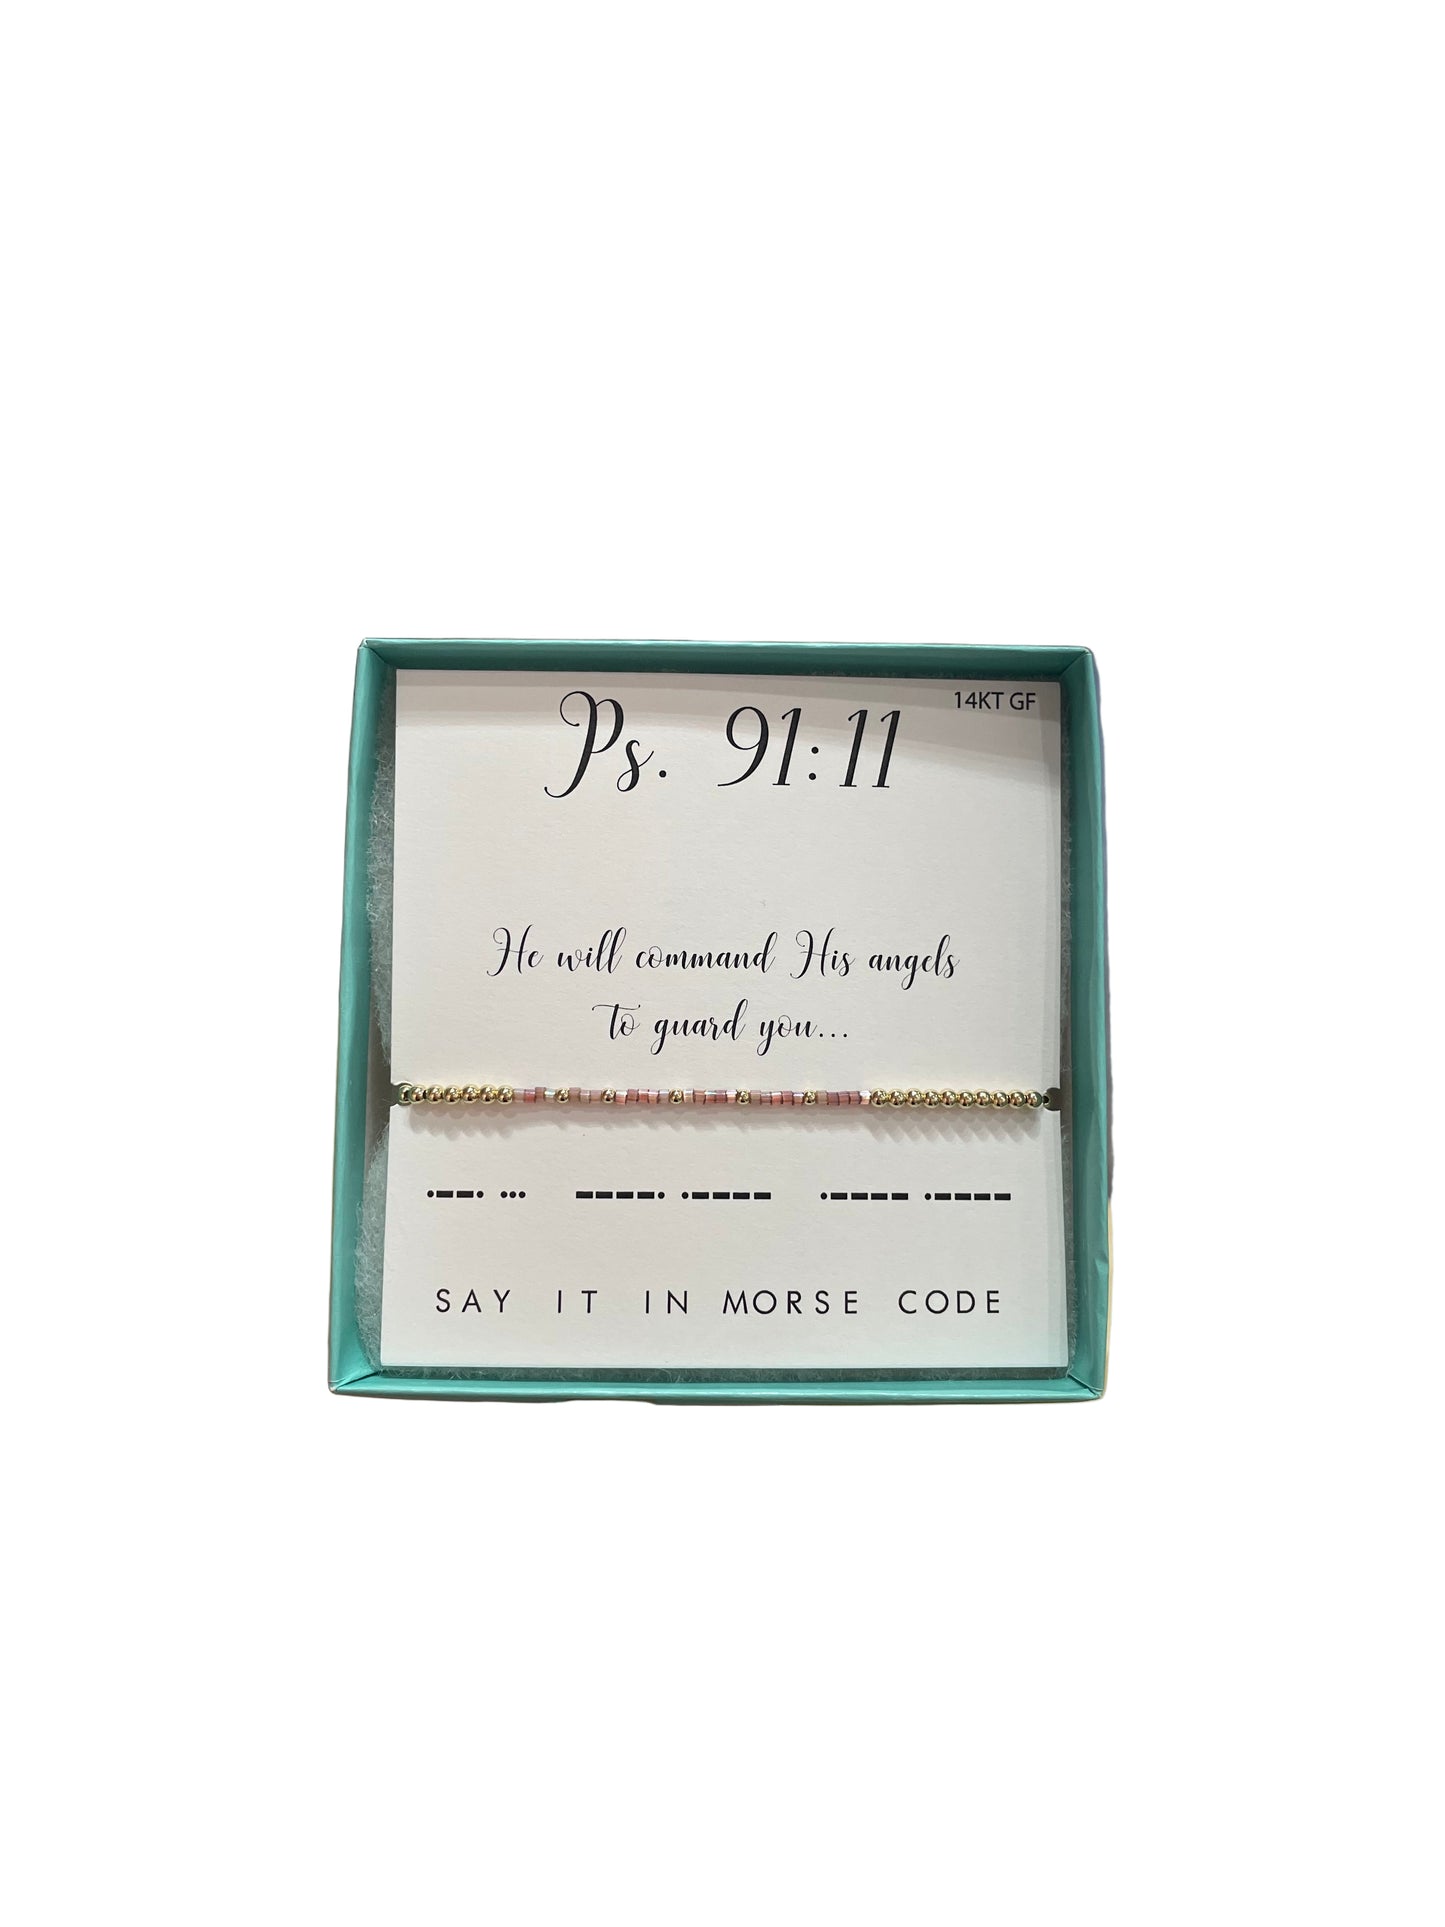 14KT GF
Ps. 91:11
He will command His angels
to guard you...
•−−• ••• −−−−• •−−−− •−−−− •−−−−
SAY IT IN MORSE CODE